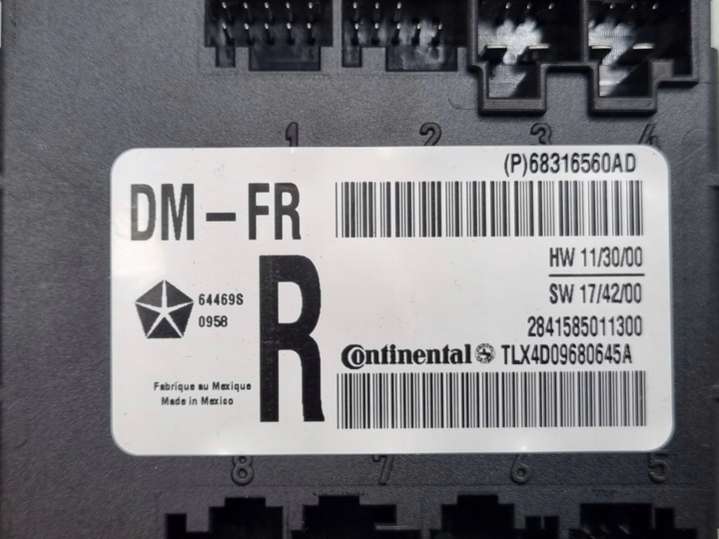 1 2 3 4
(P)68316560AD
DM-FR
HW 11/30/00
SW 17/42/00
64469S
0958
R
2841585011300
Continental TLX4D09680645A
Fabrique au Mexique
Made in Mexico
8 7 6 5